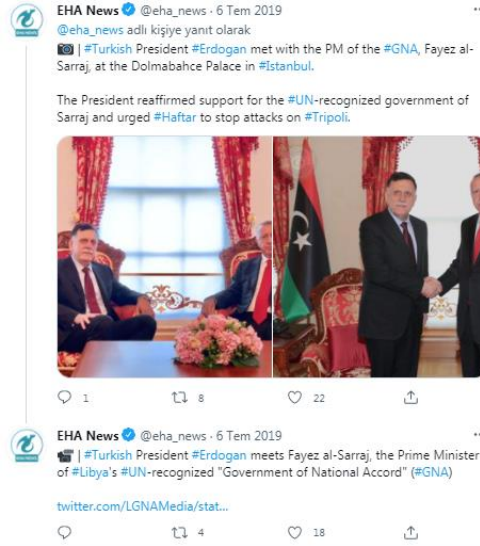 EHA News @eha_news · 6 Tem 2019
@eha_news adlı kişiye yanıt olarak
| #Turkish President #Erdogan met with the PM of the #GNA, Fayez al-
Sarraj, at the Dolmabahce Palace in #Istanbul.
The President reaffirmed support for the #UN-recognized government of
Sarraj and urged #Haftar to stop attacks on #Tripoli.
1 8 22
EHA News @eha_news · 6 Tem 2019
| #Turkish President #Erdogan meets Fayez al-Sarraj, the Prime Minister
of #Libya's #UN-recognized "Government of National Accord" (#GNA)
twitter.com/LGNAMedia/stat...
4 18